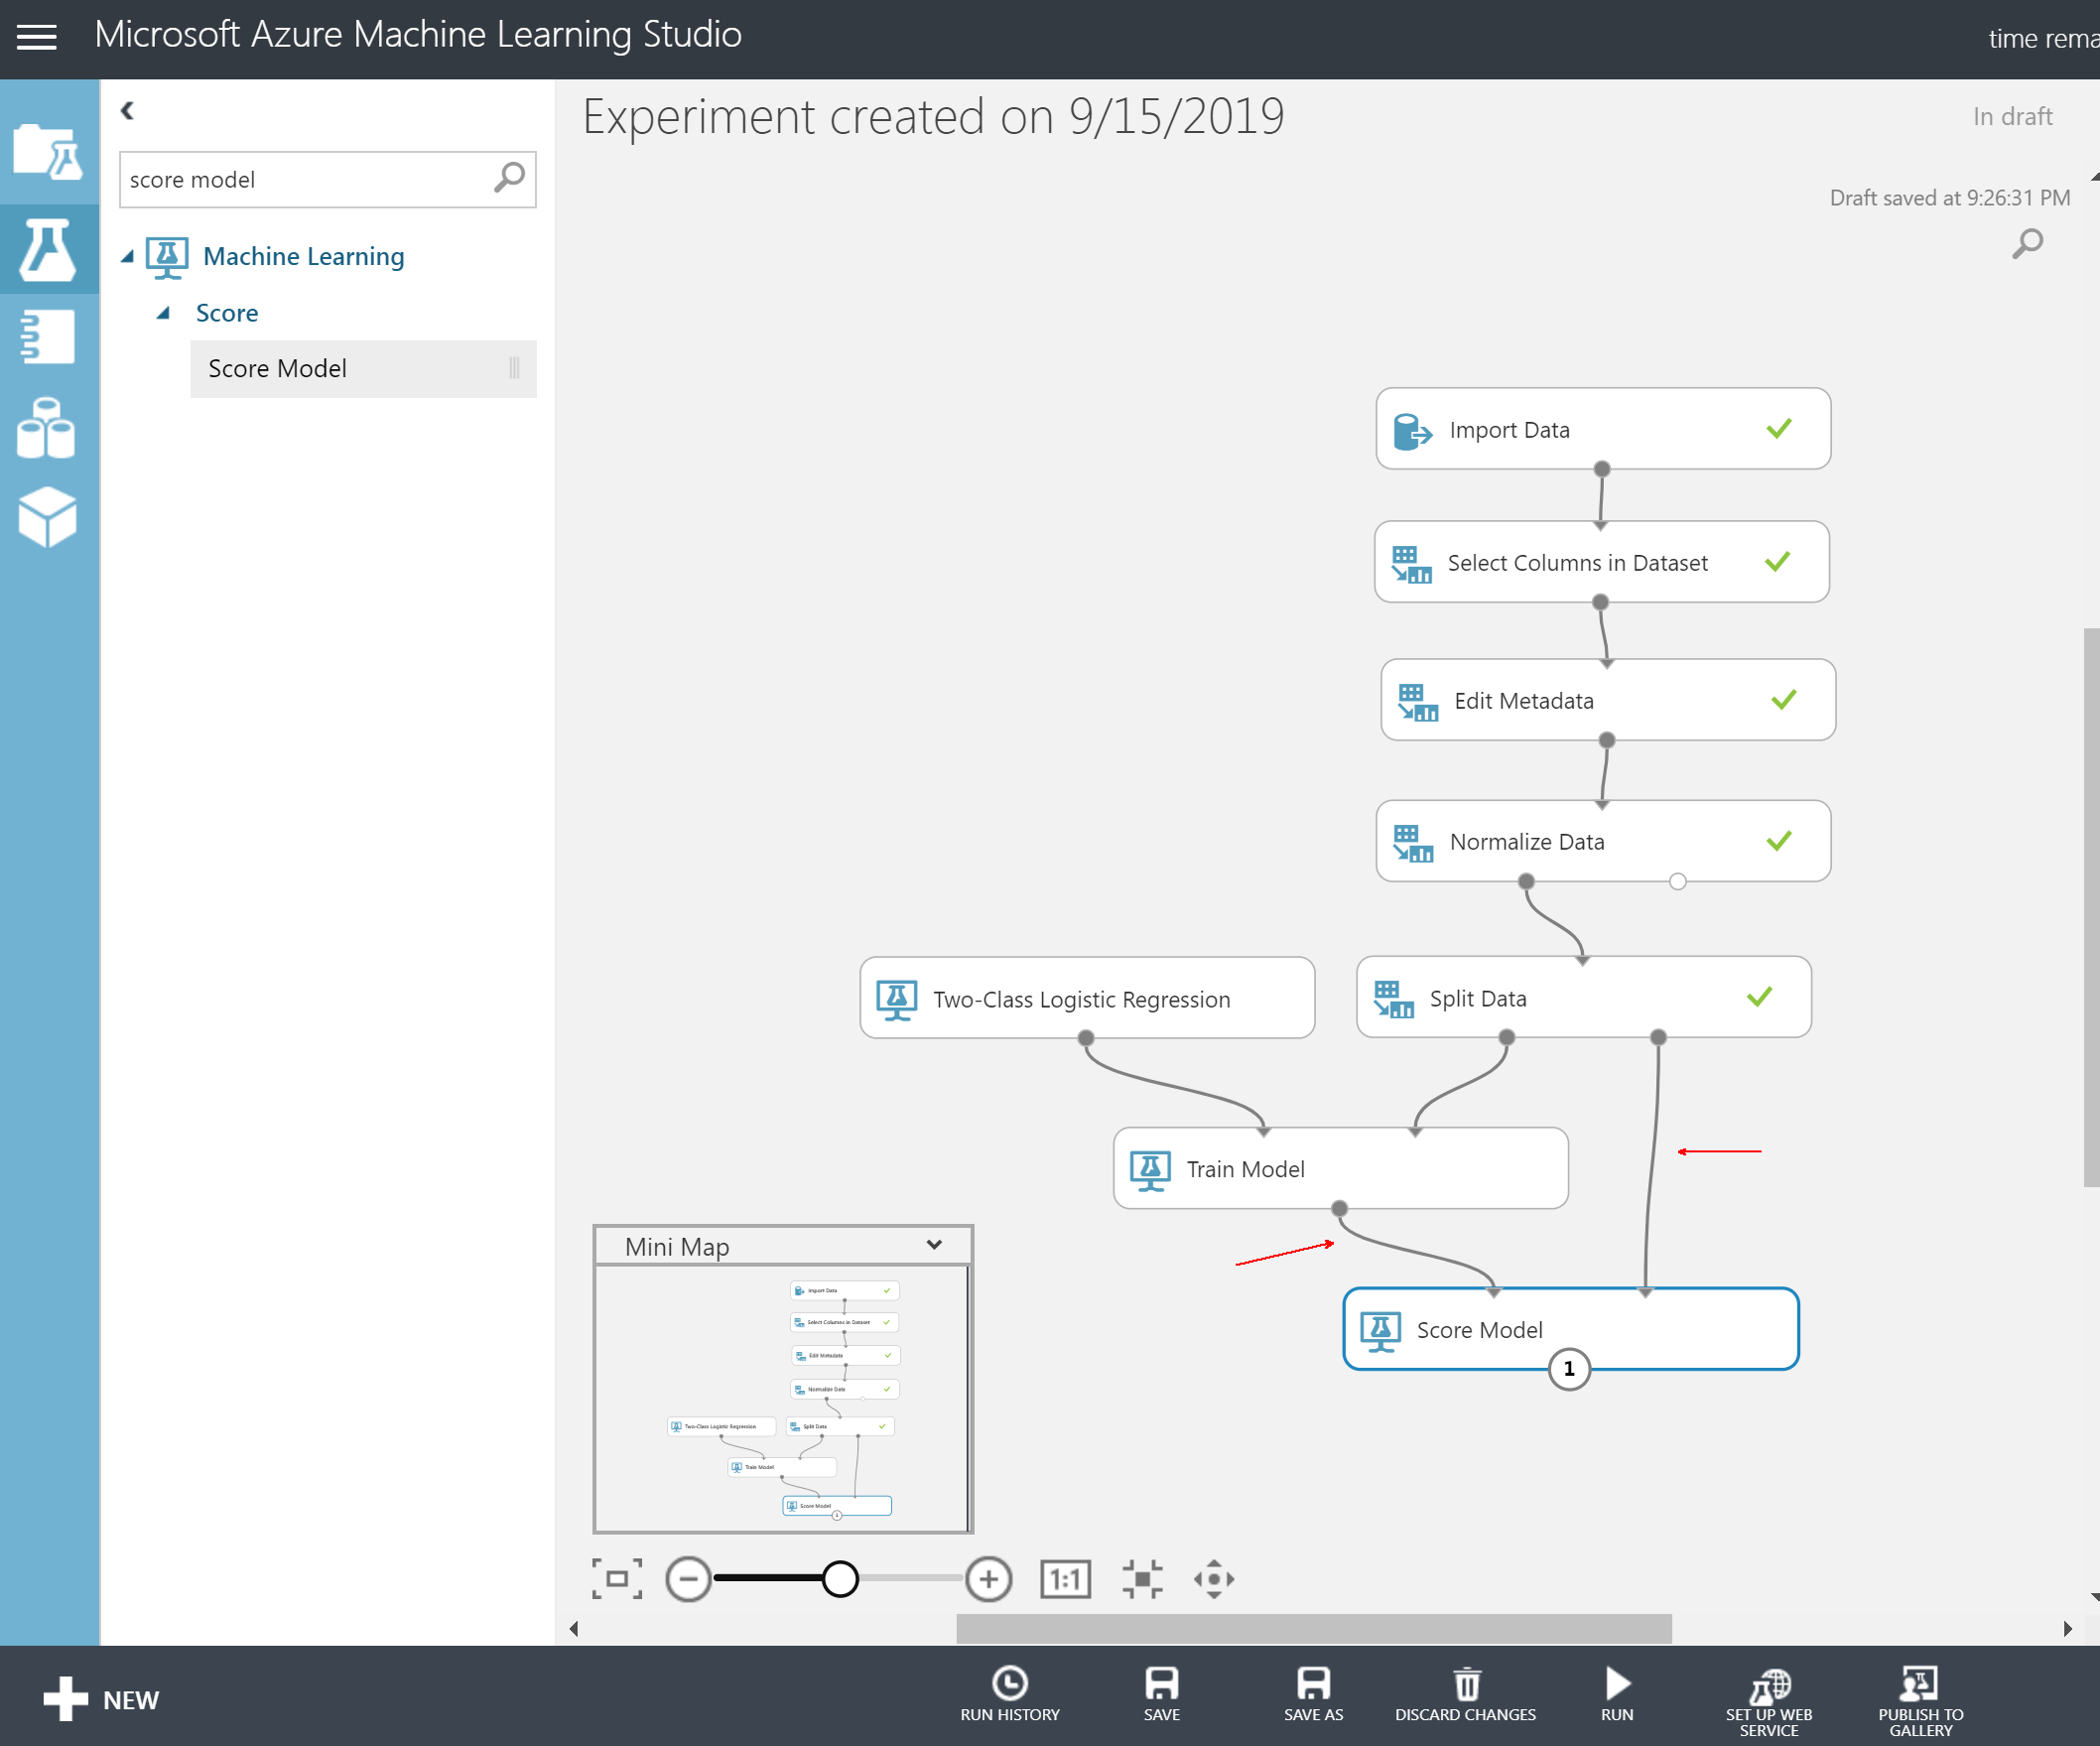 Microsoft Azure Machine Learning Studio
time rema
Experiment created on 9/15/2019
In draft
score model
Draft saved at 9:26:31 PM
Machine Learning
Score
Score Model
Import Data
Select Columns in Dataset
Edit Metadata
Normalize Data
Two-Class Logistic Regression
Split Data
Train Model
Score Model
1
Mini Map
Import Data
Select Columns in Dataset
Edit Metadata
Normalize Data
Two-Class Logistic Regression
Split Data
Train Model
Score Model
1
1:1
NEW
RUN HISTORY
SAVE
SAVE AS
DISCARD CHANGES
RUN
SET UP WEB
SERVICE
PUBLISH TO
GALLERY